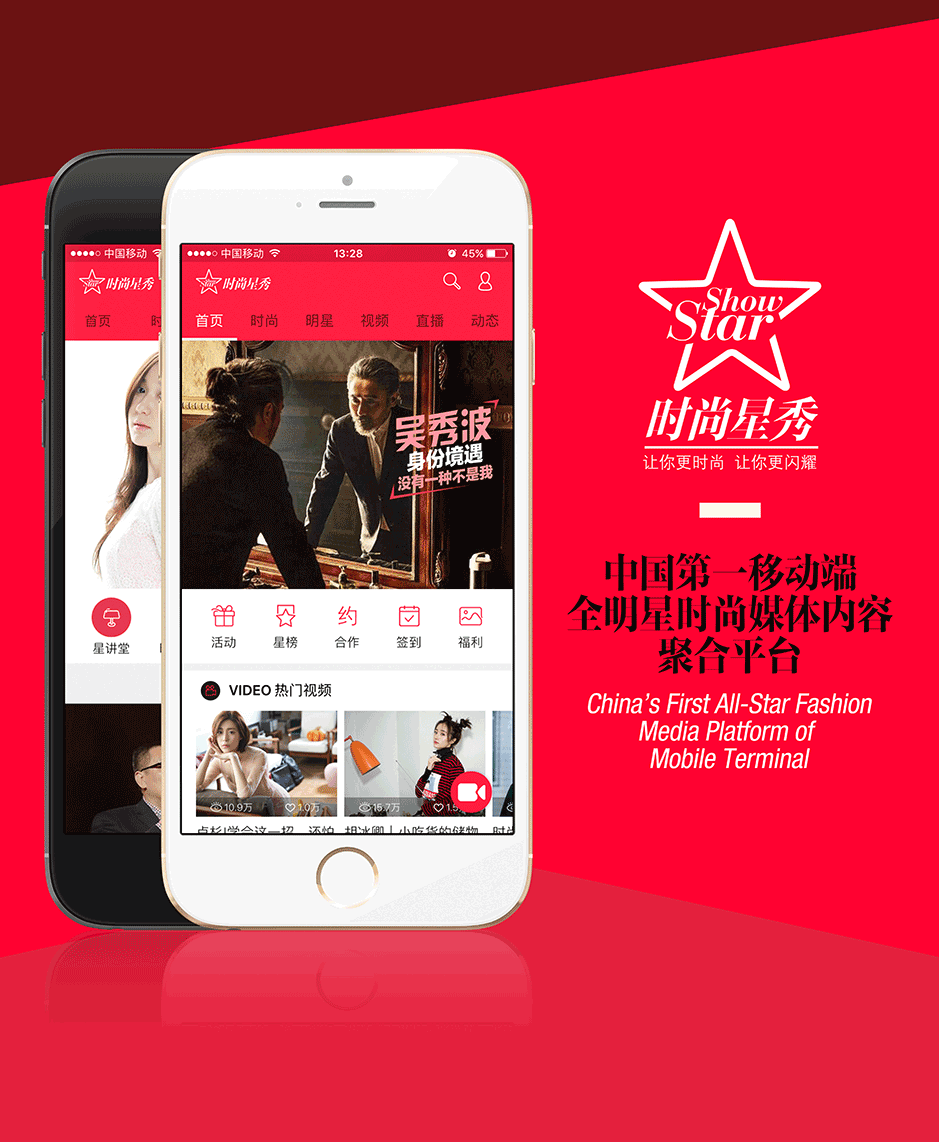 中国移动
时尚星秀
首页
星讲堂
中国移动
13:28
45%
Star
时尚星秀
首页 时尚 明星 视频 直播 动态
吴秀波
身份境遇
没有一种不是我
活动 星榜 约 合作 签到 福利
VIDEO 热门视频
10.9万 1.0万
15.7万
Show
Star
时尚星秀
让你更时尚 让你更闪耀
中国第一移动端
全明星时尚媒体内容
聚合平台
China's First All-Star Fashion
Media Platform of
Mobile Terminal